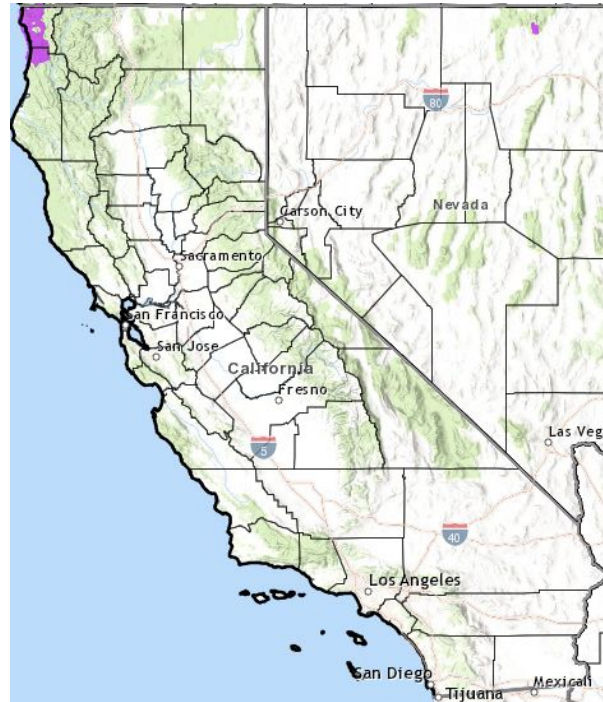 80
Carson City
Nevada
Sacramento
San Francisco
San Jose
California
Fresno
Las Veg
5
40
Los Angeles
San Diego
Tijuana
Mexicali